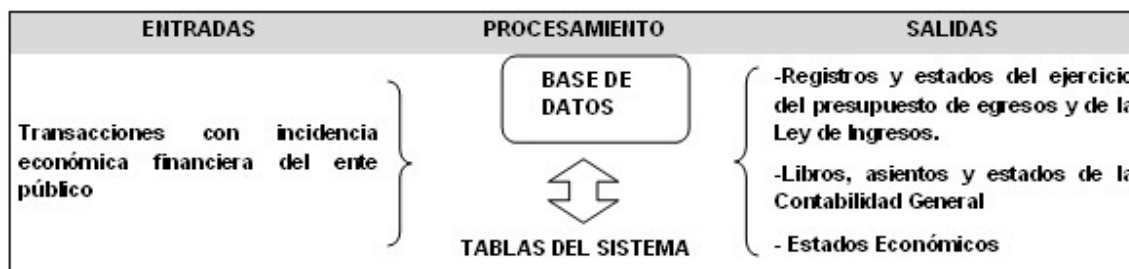 ENTRADAS
PROCESAMIENTO
SALIDAS
Transacciones con incidencia
económica financiera del ente
público
BASE DE
DATOS
TABLAS DEL SISTEMA
-Registros y estados del ejercicio
del presupuesto de egresos y de la
Ley de Ingresos.
-Libros, asientos y estados de la
Contabilidad General
- Estados Económicos